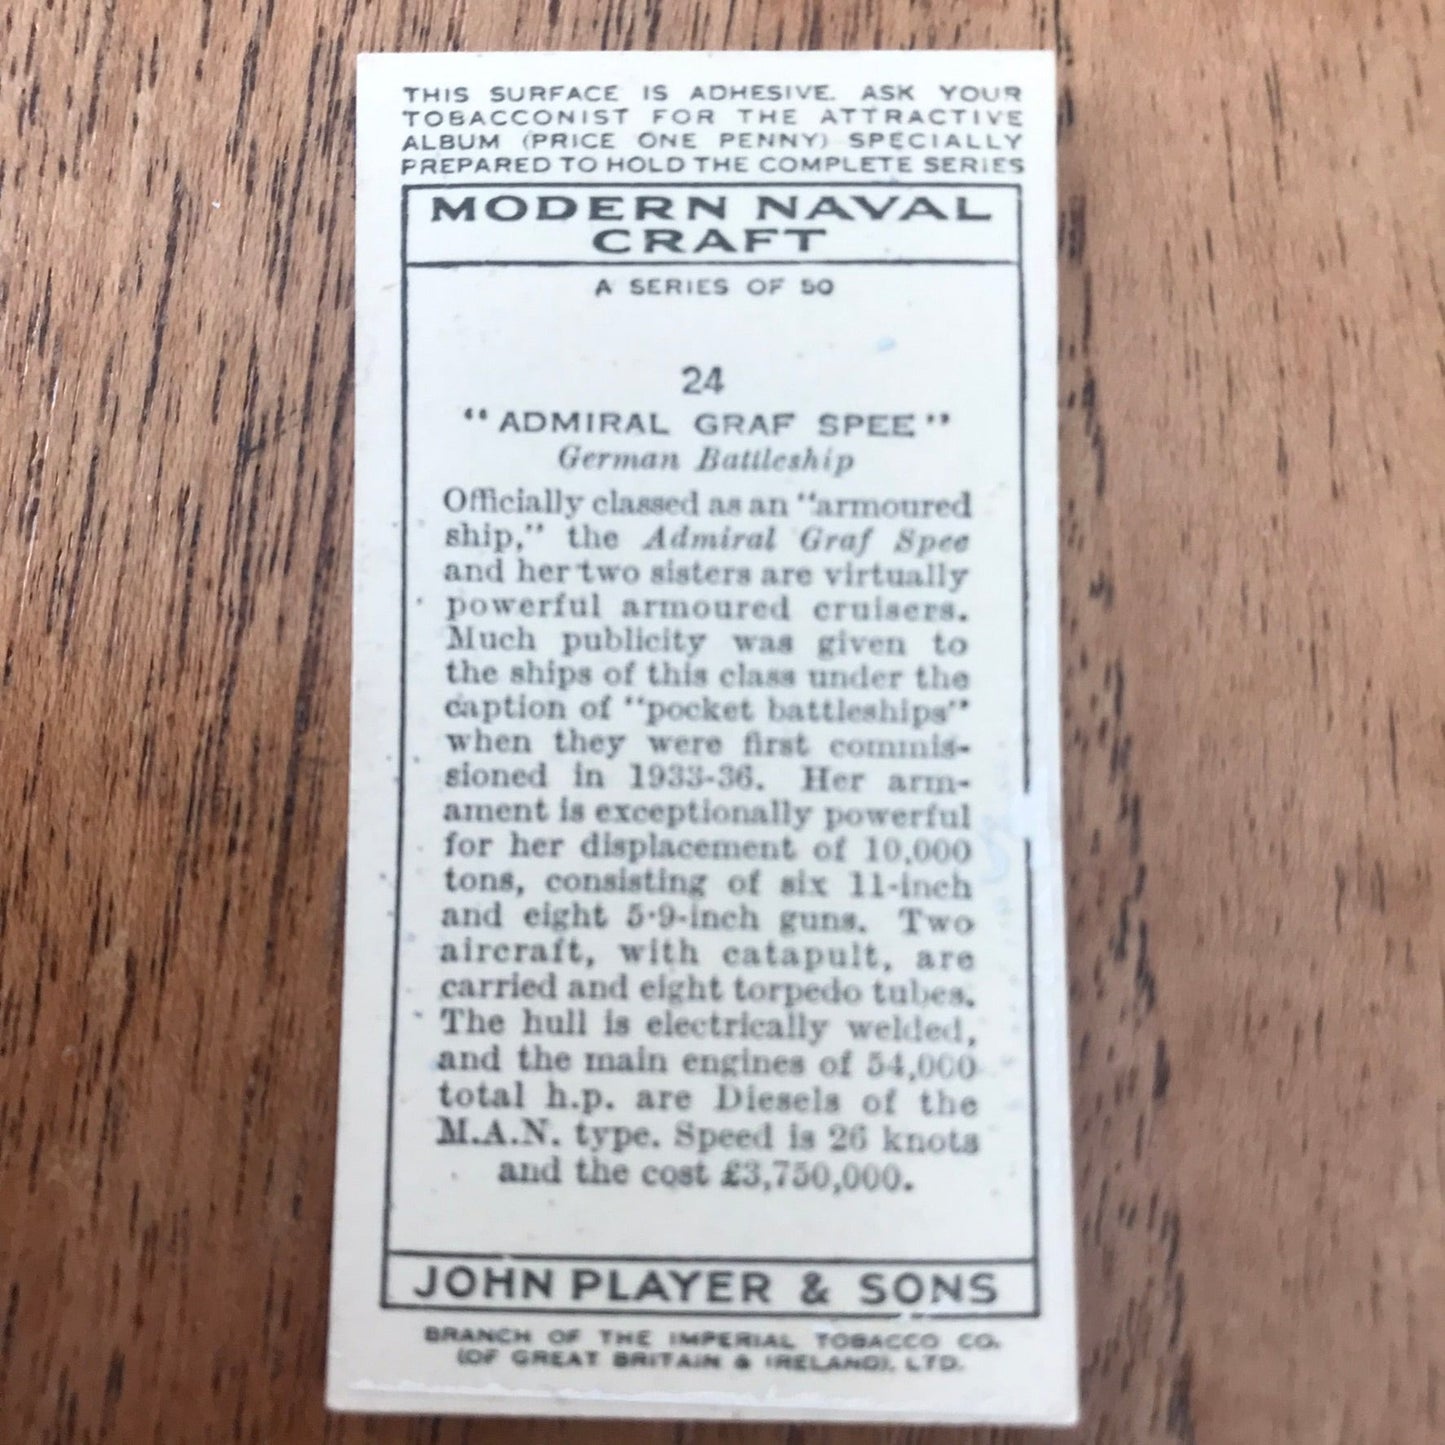 THIS SURFACE IS ADHESIVE. ASK YOUR
TOBACCONIST FOR THE ATTRACTIVE
ALBUM (PRICE ONE PENNY) SPECIALLY
PREPARED TO HOLD THE COMPLETE SERIES
MODERN NAVAL
CRAFT
A SERIES OF 50
24
"ADMIRAL GRAF SPEE"
German Battleship
Officially classed as an "armoured
ship," the Admiral Graf Spee
and her two sisters are virtually
powerful armoured cruisers.
Much publicity was given to
the ships of this class under the
caption of "pocket battleships"
when they were first commis-
sioned in 1933-36. Her arm-
ament is exceptionally powerful
for her displacement of 10,000
tons, consisting of six 11-inch
and eight 5·9-inch guns. Two
aircraft, with catapult, are
carried and eight torpedo tubes.
The hull is electrically welded,
and the main engines of 54,000
total h.p. are Diesels of the
M.A.N. type. Speed is 26 knots
and the cost £3,750,000.
JOHN PLAYER & SONS
BRANCH OF THE IMPERIAL TOBACCO CO.
(OF GREAT BRITAIN & IRELAND), LTD.